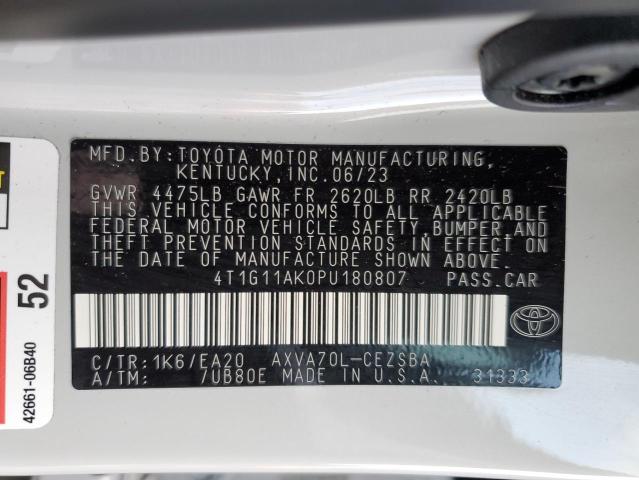 MFD.BY:TOYOTA MOTOR MANUFACTURING,
KENTUCKY,INC.06/23
GVWR 4475LB GAWR FR 2620LB RR 2420LB
THIS VEHICLE CONFORMS TO ALL APPLICABLE
FEDERAL MOTOR VEHICLE SAFETY,BUMPER,AND
THEFT PREVENTION STANDARDS IN EFFECT ON
THE DATE OF MANUFACTURE SHOWN ABOVE.
4T1G11AK0PU180807 PASS.CAR
C/TR:1K6/EA20 AXVA70L-CEZSBA
A/TM: 7UB80E MADE IN U.S.A. 31333
52
42661-06B40